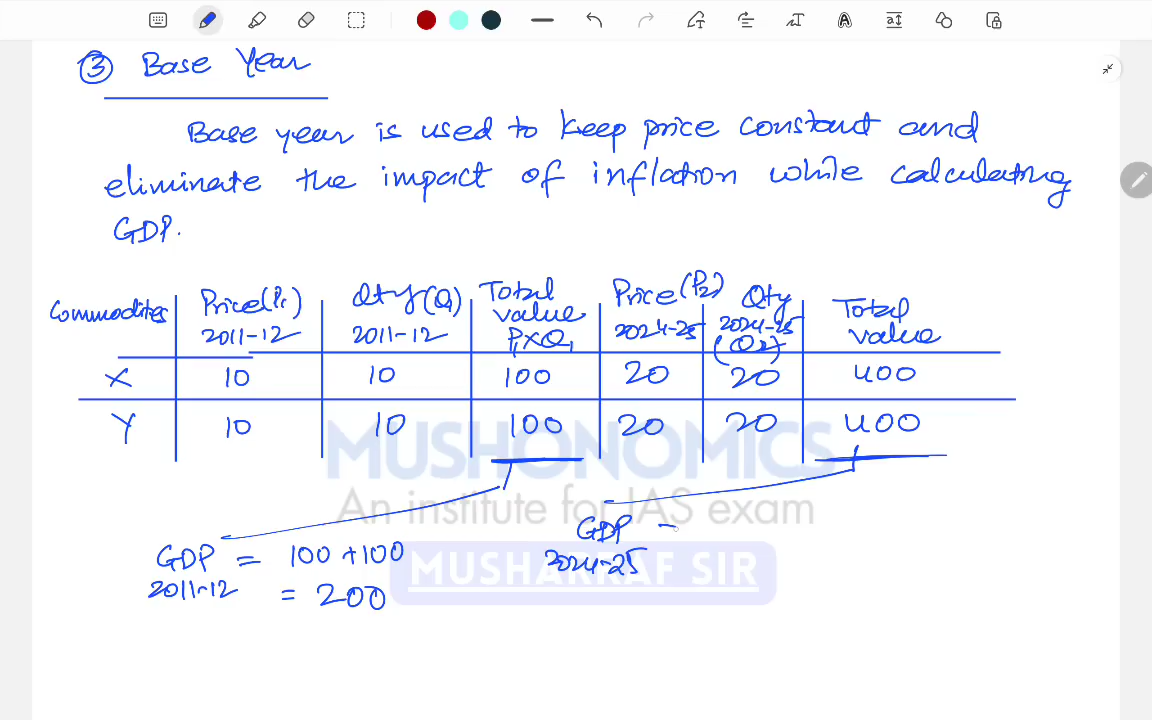 ③ Base Year
Base year is used to keep price constant and
eliminate the impact of inflation while calculating
GDP.
Commodities Price (P₁) 2011-12 Qty (Q₁) 2011-12 Total value P₁×Q₁ Price (P₂) 2024-25 Qty 2024-25 (Q₂) Total value
X 10 10 100 20 20 400
Y 10 10 100 20 20 400
MUSHONOMICS
An institute for IAS exam
GDP 2011-12 = 100 + 100
= 200
GDP 2024-25 =
MUSHARRAF SIR